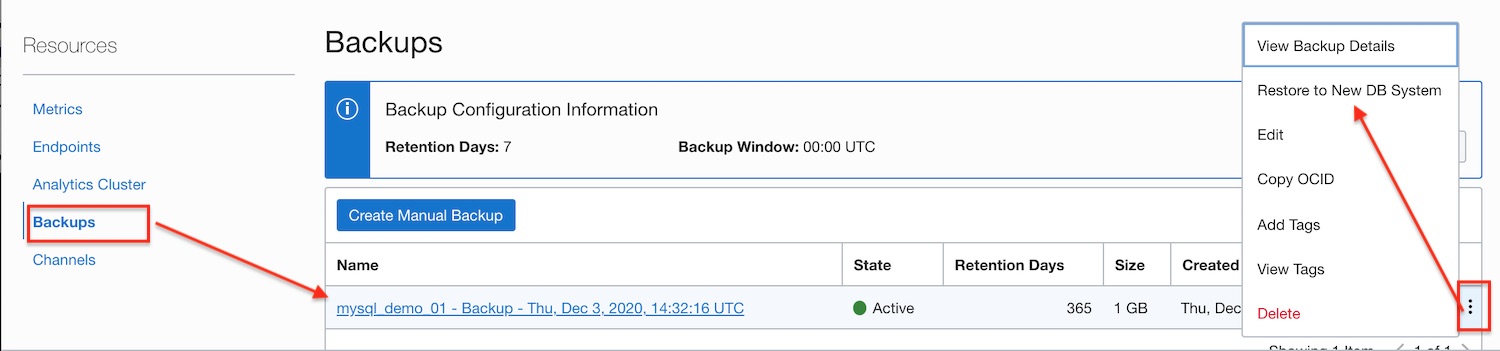 Resources
Metrics
Endpoints
Analytics Cluster
Backups
Channels
Backups
Backup Configuration Information
Retention Days: 7 Backup Window: 00:00 UTC
Create Manual Backup
Name State Retention Days Size Created
mysql_demo_01 - Backup - Thu, Dec 3, 2020, 14:32:16 UTC Active 365 1 GB Thu, Dec
View Backup Details
Restore to New DB System
Edit
Copy OCID
Add Tags
View Tags
Delete
Showing 1 Item 1 of 1